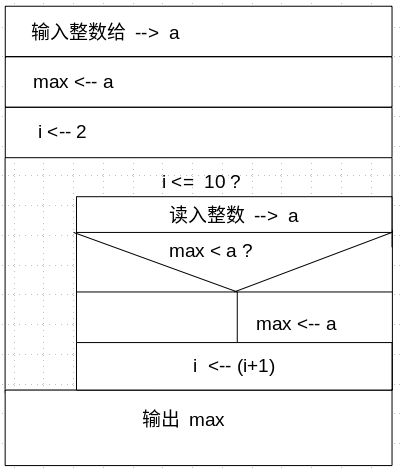 输入整数给 --> a
max <-- a
i <-- 2
i <= 10 ?
读入整数 --> a
max < a ?
max <-- a
i <-- (i+1)
输出 max